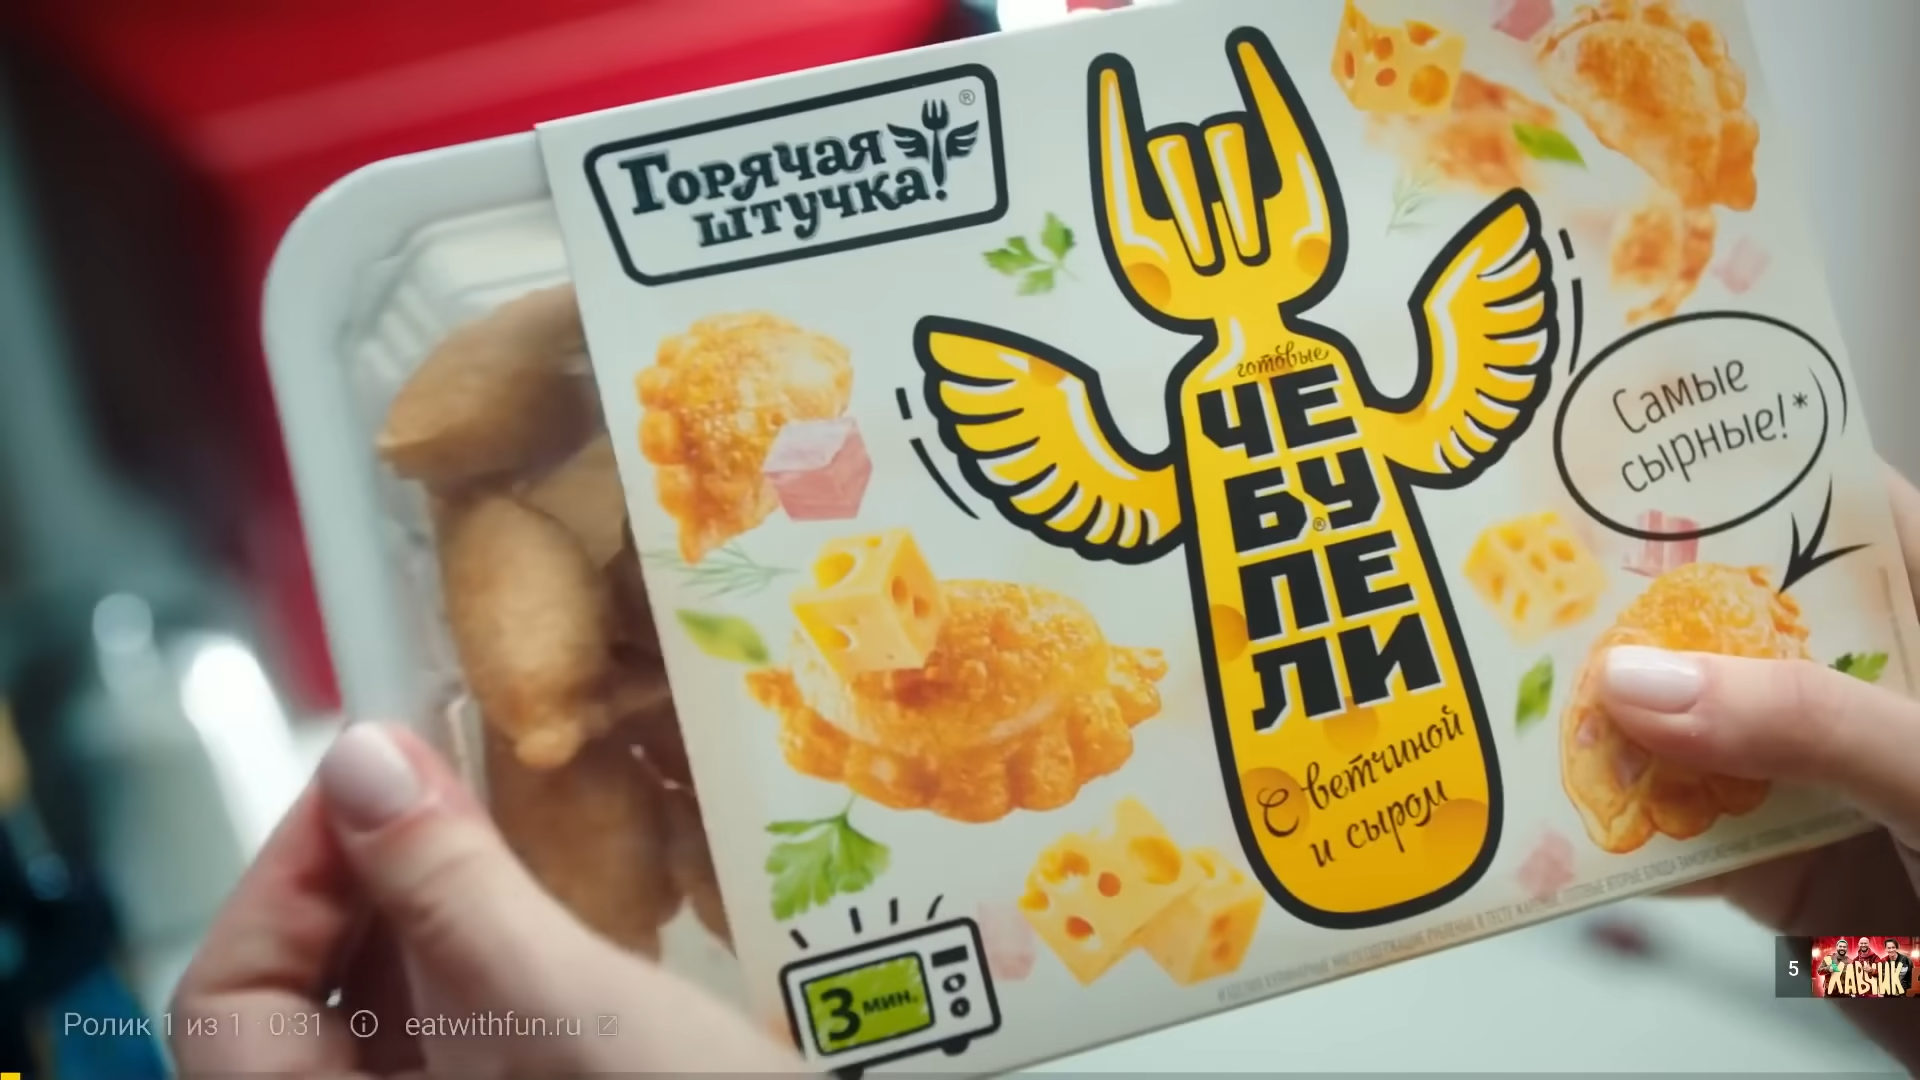 Горячая
штучка!
®
готовые
ЧЕ
БУ
®
ПЕ
ЛИ
С ветчиной
и сыром
Самые
сырные!*
3 мин.
5
ХАВЧИК
Ролик 1 из 1 · 0:31
eatwithfun.ru